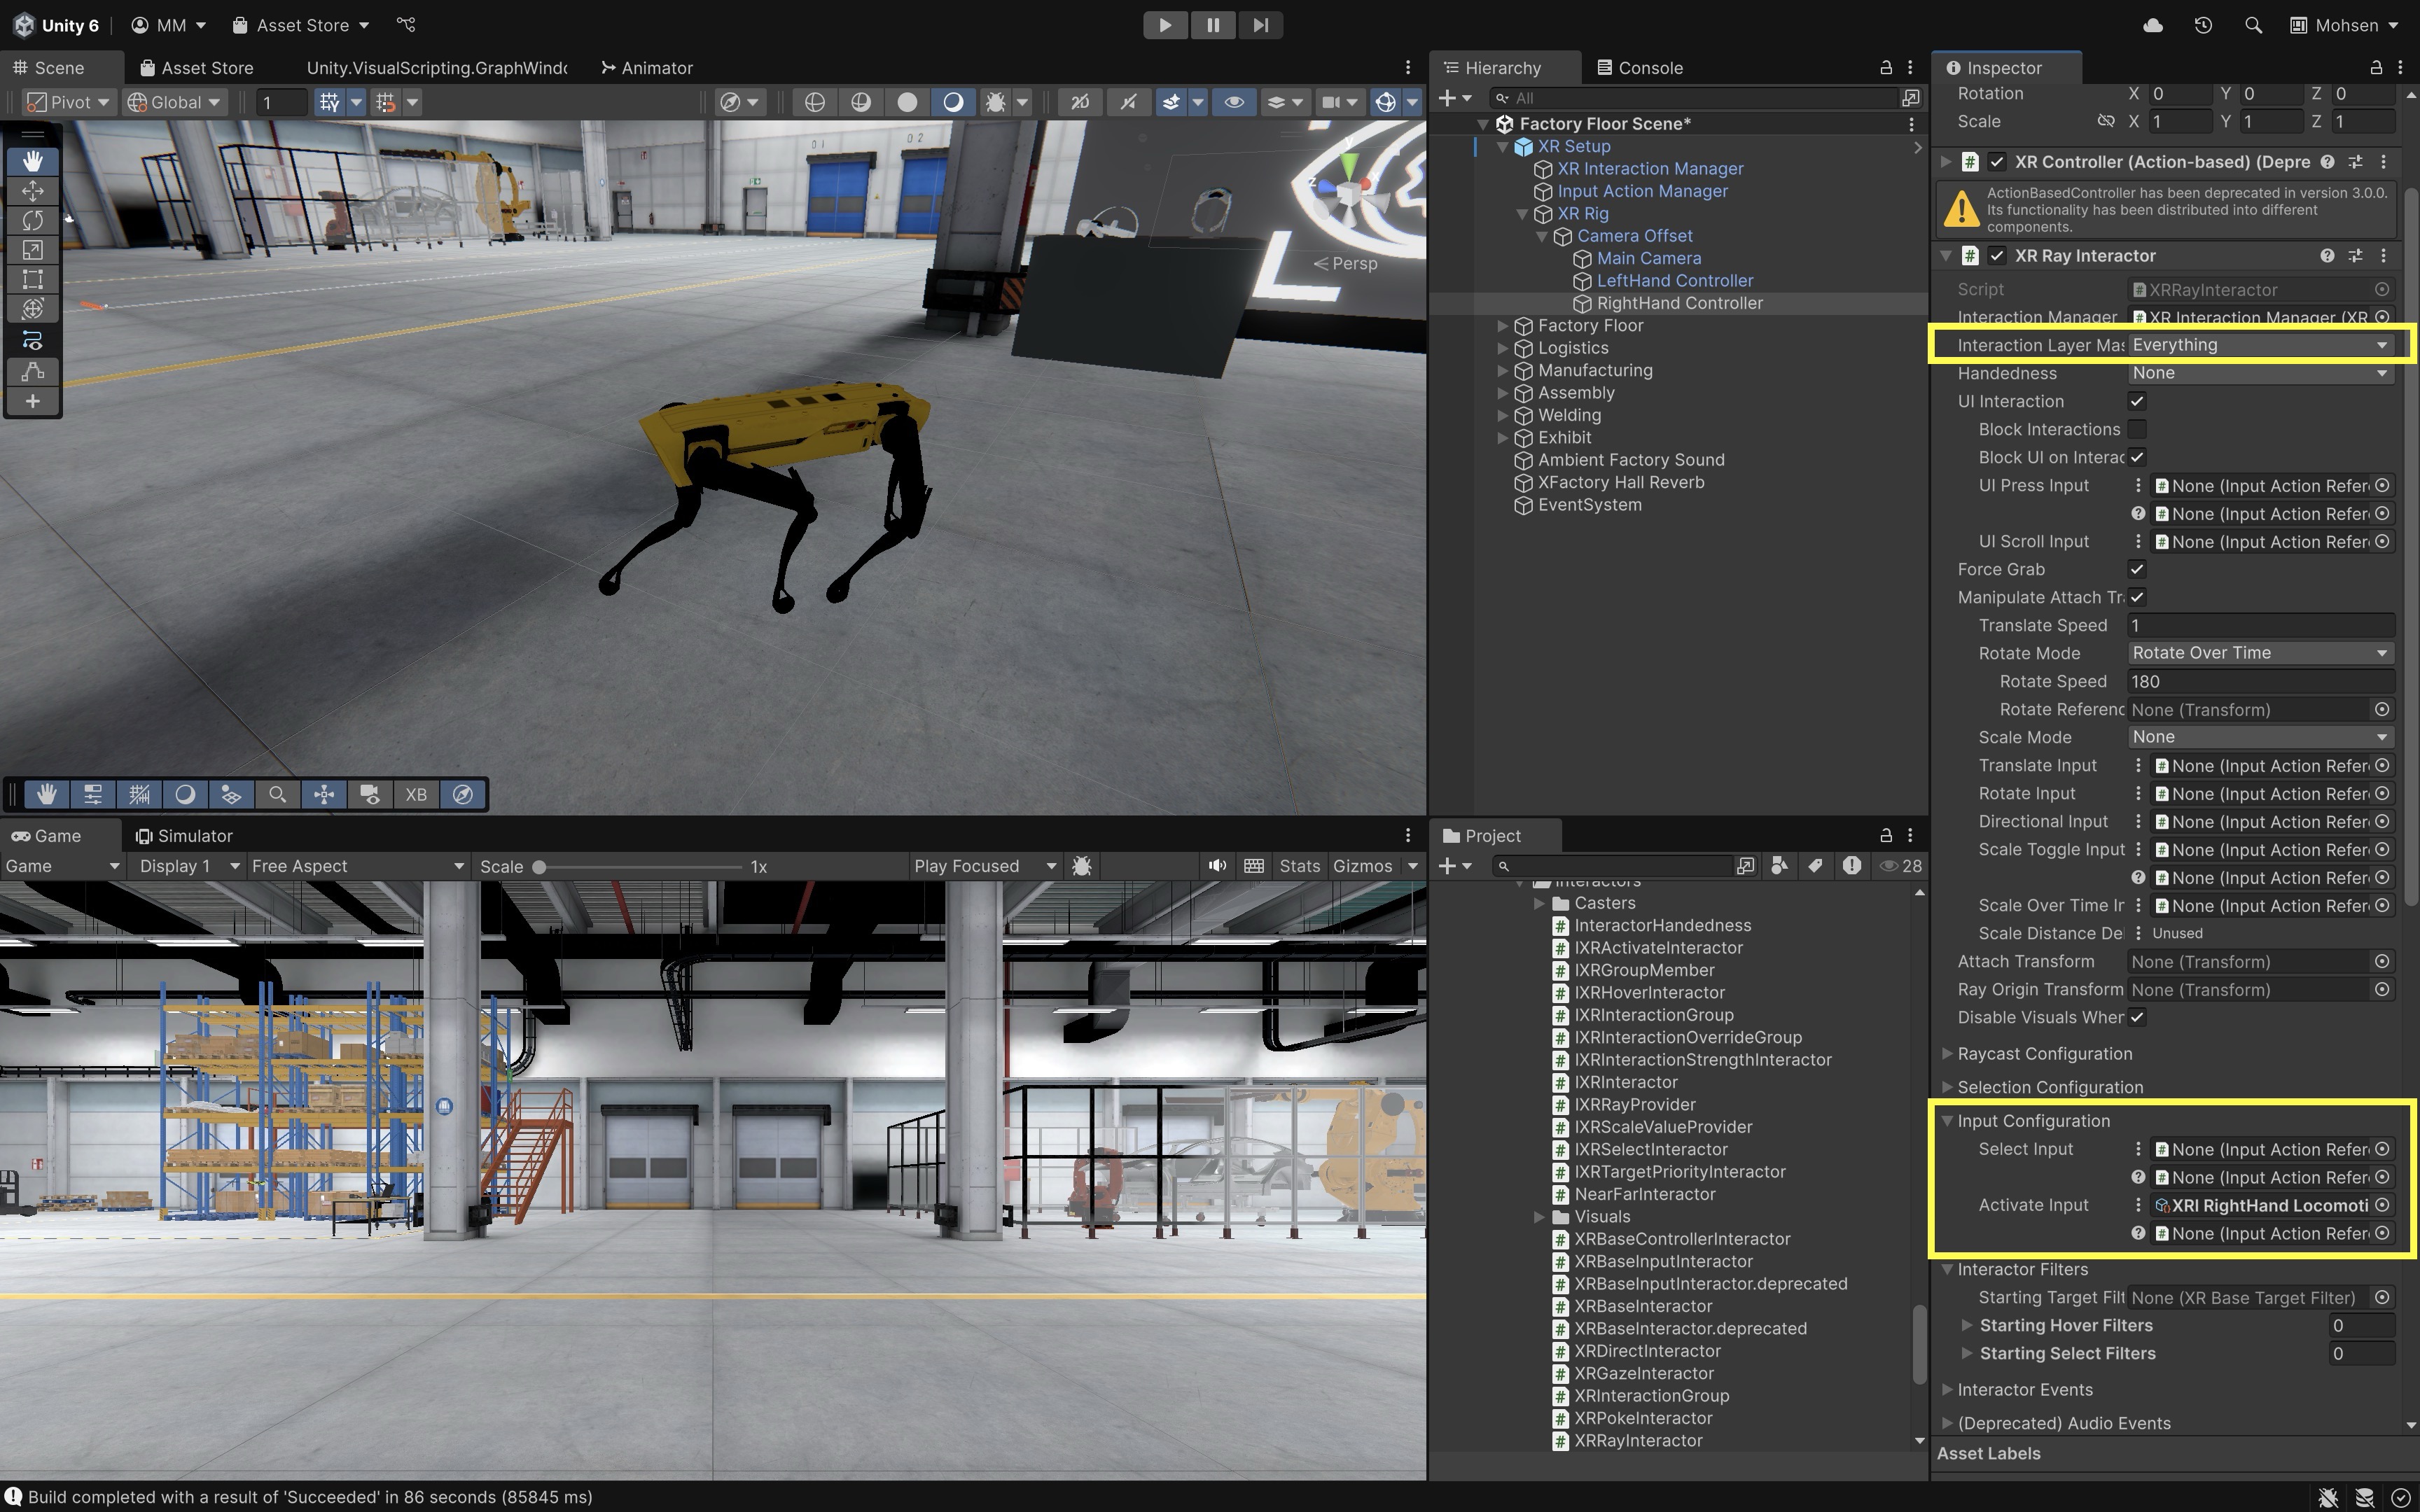 Unity 6
MM
Asset Store
Mohsen
Scene
Asset Store
Unity.VisualScripting.GraphWindo
Animator
Pivot
Global
1
2D
01
02
y
z
x
Persp
XB
Game
Simulator
Game
Display 1
Free Aspect
Scale
1x
Play Focused
Stats
Gizmos
Hierarchy
Console
All
Factory Floor Scene*
XR Setup
XR Interaction Manager
Input Action Manager
XR Rig
Camera Offset
Main Camera
LeftHand Controller
RightHand Controller
Factory Floor
Logistics
Manufacturing
Assembly
Welding
Exhibit
Ambient Factory Sound
XFactory Hall Reverb
EventSystem
Project
28
Interactors
Casters
InteractorHandedness
IXRActivateInteractor
IXRGroupMember
IXRHoverInteractor
IXRInteractionGroup
IXRInteractionOverrideGroup
IXRInteractionStrengthInteractor
IXRInteractor
IXRRayProvider
IXRScaleValueProvider
IXRSelectInteractor
IXRTargetPriorityInteractor
NearFarInteractor
Visuals
XRBaseControllerInteractor
XRBaseInputInteractor
XRBaseInputInteractor.deprecated
XRBaseInteractor
XRBaseInteractor.deprecated
XRDirectInteractor
XRGazeInteractor
XRInteractionGroup
XRPokeInteractor
XRRayInteractor
Inspector
Rotation X 0 Y 0 Z 0
Scale X 1 Y 1 Z 1
XR Controller (Action-based) (Depre
ActionBasedController has been deprecated in version 3.0.0.
Its functionality has been distributed into different
components.
XR Ray Interactor
Script XRRayInteractor
Interaction Manager XR Interaction Manager (XR
Interaction Layer Mas Everything
Handedness None
UI Interaction
Block Interactions
Block UI on Interac
UI Press Input None (Input Action Refer
None (Input Action Refer
UI Scroll Input None (Input Action Refer
Force Grab
Manipulate Attach Tr
Translate Speed 1
Rotate Mode Rotate Over Time
Rotate Speed 180
Rotate Referenc None (Transform)
Scale Mode None
Translate Input None (Input Action Refer
Rotate Input None (Input Action Refer
Directional Input None (Input Action Refer
Scale Toggle Input None (Input Action Refer
None (Input Action Refer
Scale Over Time Ir None (Input Action Refer
Scale Distance De Unused
Attach Transform None (Transform)
Ray Origin Transform None (Transform)
Disable Visuals Wher
Raycast Configuration
Selection Configuration
Input Configuration
Select Input None (Input Action Refer
None (Input Action Refer
Activate Input XRI RightHand Locomoti
None (Input Action Refer
Interactor Filters
Starting Target Filt None (XR Base Target Filter)
Starting Hover Filters 0
Starting Select Filters 0
Interactor Events
(Deprecated) Audio Events
Asset Labels
Build completed with a result of 'Succeeded' in 86 seconds (85845 ms)